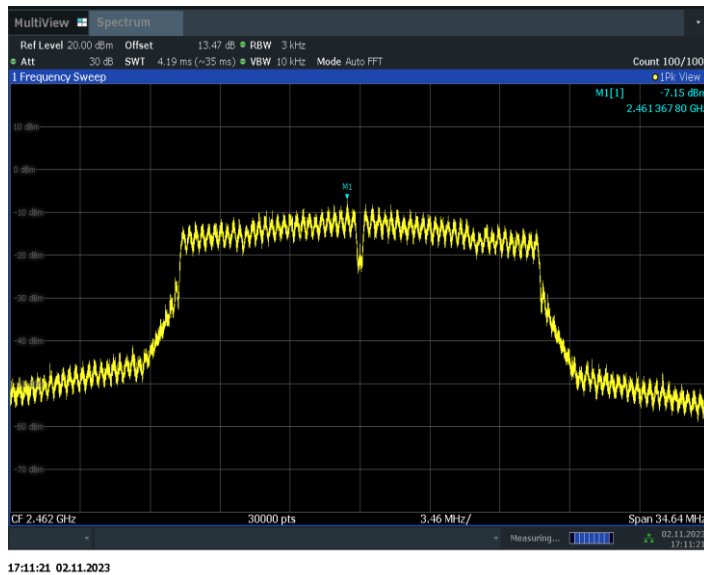 MultiView Spectrum
Ref Level 20.00 dBm Offset 13.47 dB RBW 3 kHz
Att 30 dB SWT 4.19 ms (~35 ms) VBW 10 kHz Mode Auto FFT Count 100/100
1 Frequency Sweep 1Pk View
M1[1] -7.15 dBm
2.461 367 80 GHz
10 dBm
0 dBm
M1
-10 dBm
-20 dBm
-30 dBm
-40 dBm
-60 dBm
-70 dBm
CF 2.462 GHz 30000 pts 3.46 MHz/ Span 34.64 MHz
Measuring... 02.11.2023
17:11:21
17:11:21 02.11.2023